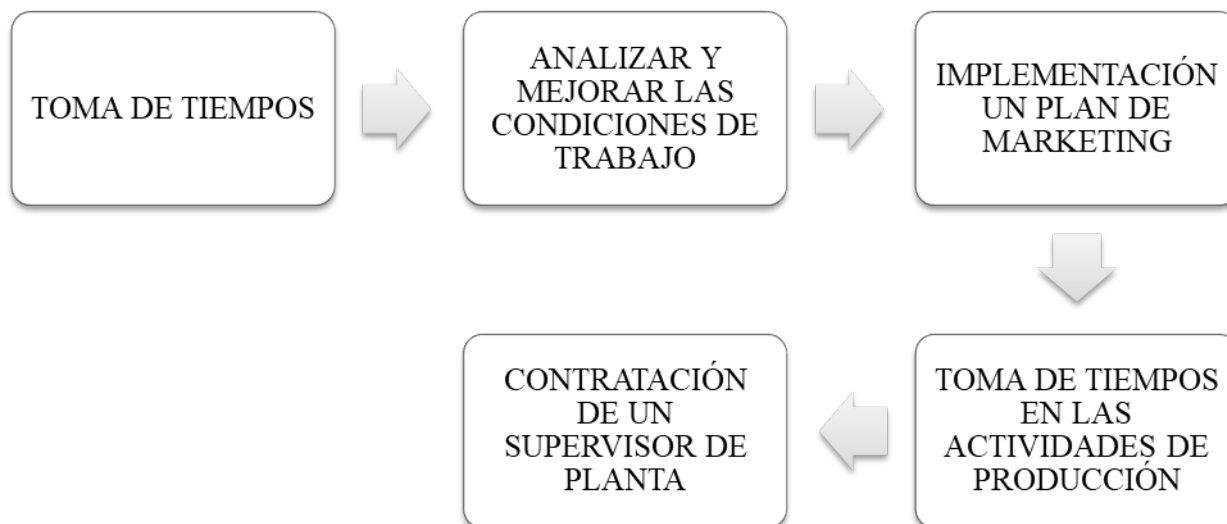 TOMA DE TIEMPOS
ANALIZAR Y
MEJORAR LAS
CONDICIONES DE
TRABAJO
IMPLEMENTACIÓN
UN PLAN DE
MARKETING
TOMA DE TIEMPOS
EN LAS
ACTIVIDADES DE
PRODUCCIÓN
CONTRATACIÓN
DE UN
SUPERVISOR DE
PLANTA